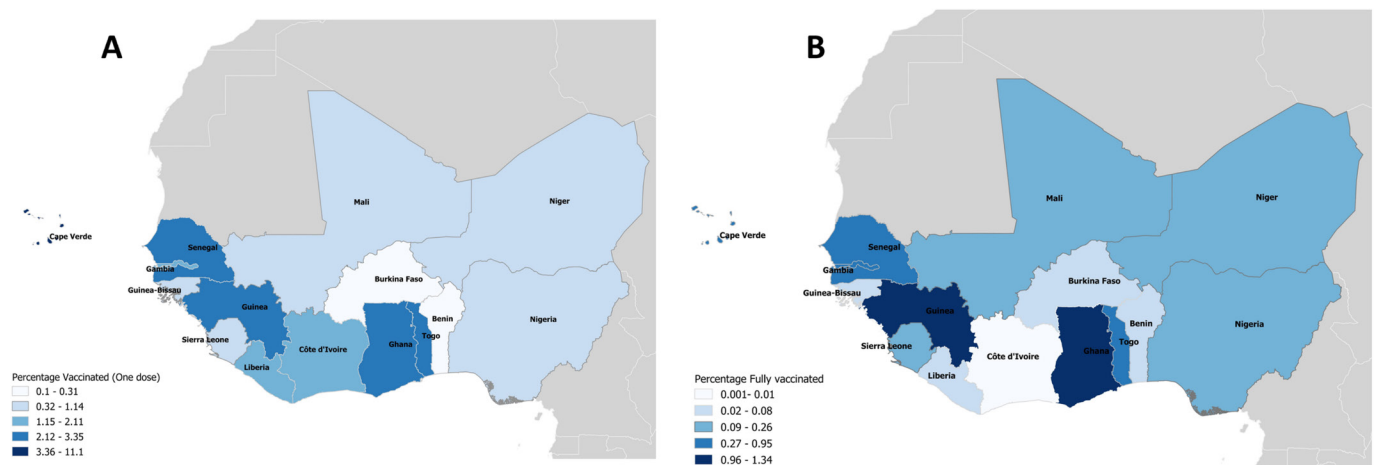 A
Mali
Niger
Cape Verde
Senegal
Gambia
Guinea-Bissau
Guinea
Burkina Faso
Benin
Nigeria
Sierra Leone
Côte d'Ivoire
Ghana
Togo
Liberia
Percentage Vaccinated (One dose)
0.1 - 0.31
0.32 - 1.14
1.15 - 2.11
2.12 - 3.35
3.36 - 11.1
B
Mali
Niger
Cape Verde
Senegal
Gambia
Guinea-Bissau
Burkina Faso
Guinea
Benin
Nigeria
Sierra Leone
Côte d'Ivoire
Ghana
Togo
Liberia
Percentage Fully vaccinated
0.001- 0.01
0.02 - 0.08
0.09 - 0.26
0.27 - 0.95
0.96 - 1.34